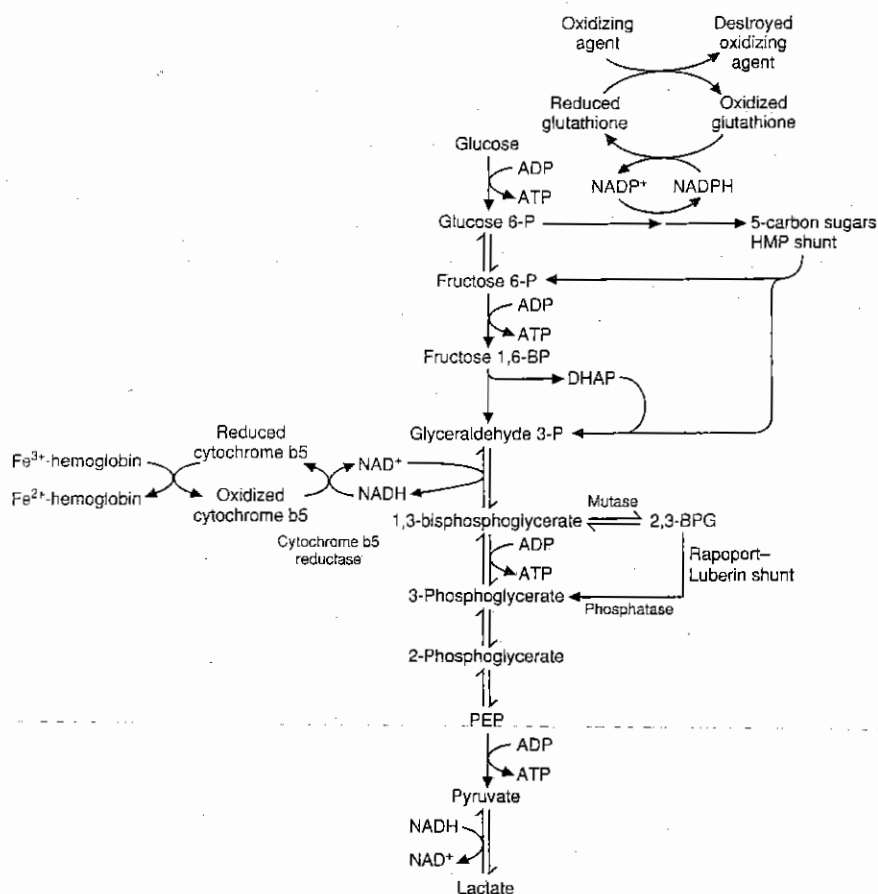 Oxidizing
agent
Destroyed
oxidizing
agent
Reduced
glutathione
Oxidized
glutathione
Glucose
ADP
ATP
NADP+
NADPH
Glucose 6-P
5-carbon sugars
HMP shunt
Fructose 6-P
ADP
ATP
Fructose 1,6-BP
DHAP
Glyceraldehyde 3-P
Fe3+-hemoglobin
Reduced
cytochrome b5
NAD+
Fe2+-hemoglobin
Oxidized
cytochrome b5
NADH
Cytochrome b5
reductase
1,3-bisphosphoglycerate
Mutase
2,3-BPG
ADP
ATP
Rapoport–
Luberin shunt
3-Phosphoglycerate
Phosphatase
2-Phosphoglycerate
PEP
ADP
ATP
Pyruvate
NADH
NAD+
Lactate